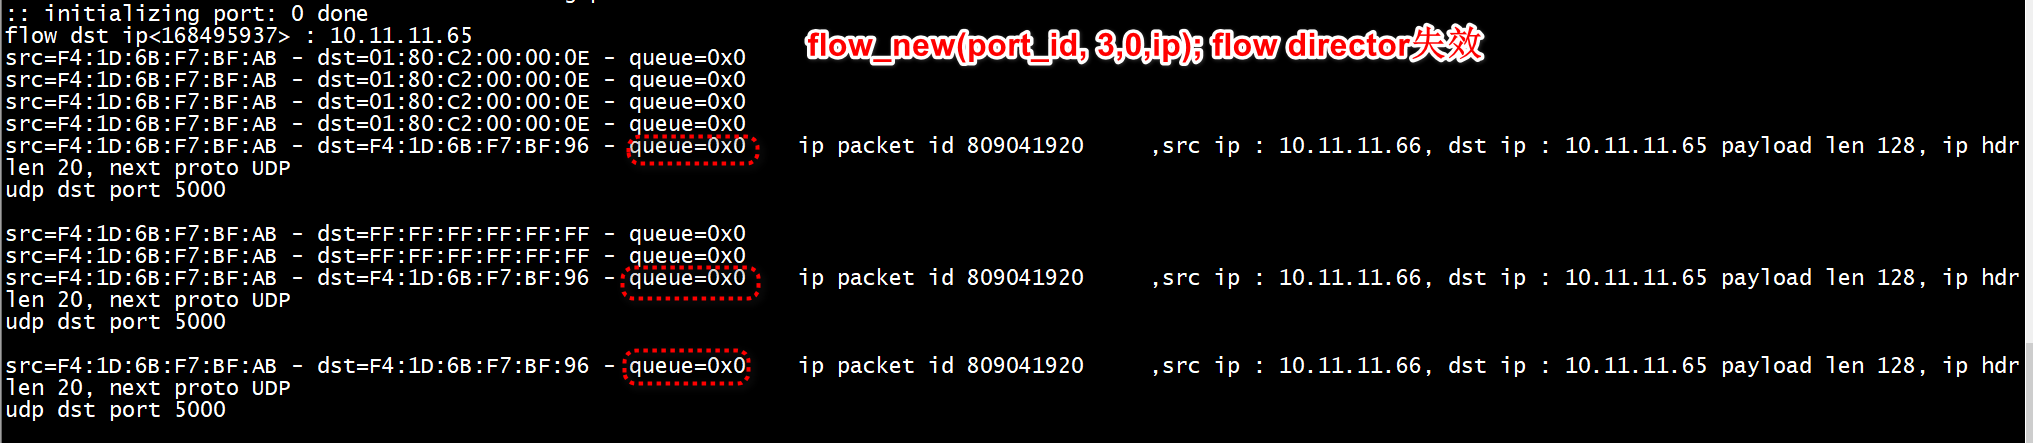 :: initializing port: 0 done
flow dst ip<168495937> : 10.11.11.65
flow_new(port_id, 3,0,ip); flow director失效
src=F4:1D:6B:F7:BF:AB - dst=01:80:C2:00:00:0E - queue=0x0
src=F4:1D:6B:F7:BF:AB - dst=01:80:C2:00:00:0E - queue=0x0
src=F4:1D:6B:F7:BF:AB - dst=01:80:C2:00:00:0E - queue=0x0
src=F4:1D:6B:F7:BF:AB - dst=01:80:C2:00:00:0E - queue=0x0
src=F4:1D:6B:F7:BF:AB - dst=F4:1D:6B:F7:BF:96 - queue=0x0    ip packet id 809041920     ,src ip : 10.11.11.66, dst ip : 10.11.11.65 payload len 128, ip hdr
len 20, next proto UDP
udp dst port 5000
src=F4:1D:6B:F7:BF:AB - dst=FF:FF:FF:FF:FF:FF - queue=0x0
src=F4:1D:6B:F7:BF:AB - dst=FF:FF:FF:FF:FF:FF - queue=0x0
src=F4:1D:6B:F7:BF:AB - dst=F4:1D:6B:F7:BF:96 - queue=0x0    ip packet id 809041920     ,src ip : 10.11.11.66, dst ip : 10.11.11.65 payload len 128, ip hdr
len 20, next proto UDP
udp dst port 5000
src=F4:1D:6B:F7:BF:AB - dst=F4:1D:6B:F7:BF:96 - queue=0x0    ip packet id 809041920     ,src ip : 10.11.11.66, dst ip : 10.11.11.65 payload len 128, ip hdr
len 20, next proto UDP
udp dst port 5000